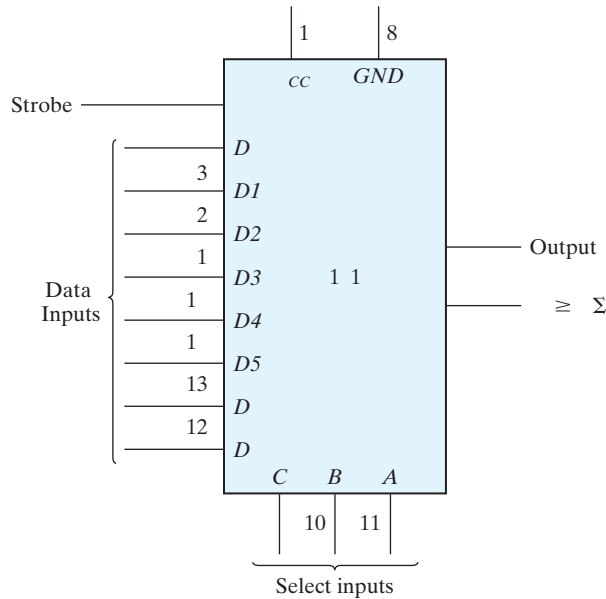 1 8
CC GND
Strobe
D
3
D1
2
D2
1
D3
1 1
1
D4
1
D5
13
D
12
D
Output
≥ Σ
Data
Inputs
C B A
10 11
Select inputs